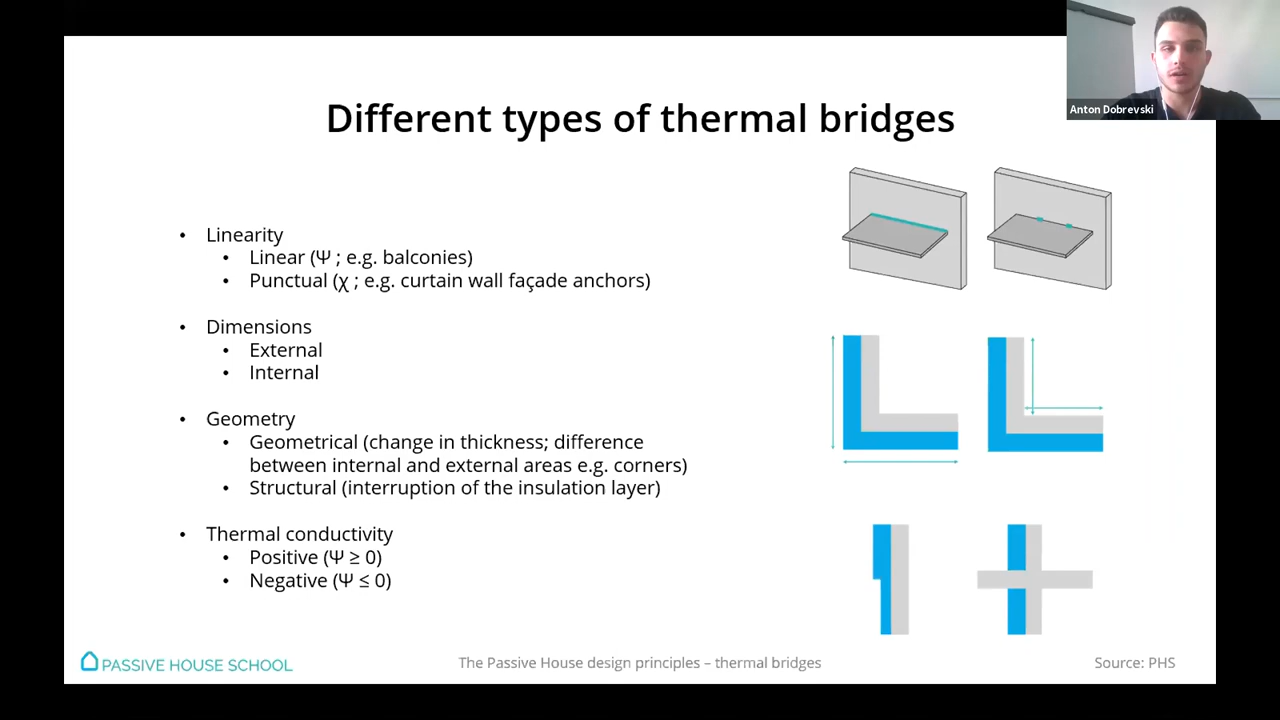 Anton Dobrevski
Different types of thermal bridges
• Linearity
• Linear (Ψ ; e.g. balconies)
• Punctual (χ ; e.g. curtain wall façade anchors)
• Dimensions
• External
• Internal
• Geometry
• Geometrical (change in thickness; difference
between internal and external areas e.g. corners)
• Structural (interruption of the insulation layer)
• Thermal conductivity
• Positive (Ψ ≥ 0)
• Negative (Ψ ≤ 0)
PASSIVE HOUSE SCHOOL
The Passive House design principles – thermal bridges
Source: PHS